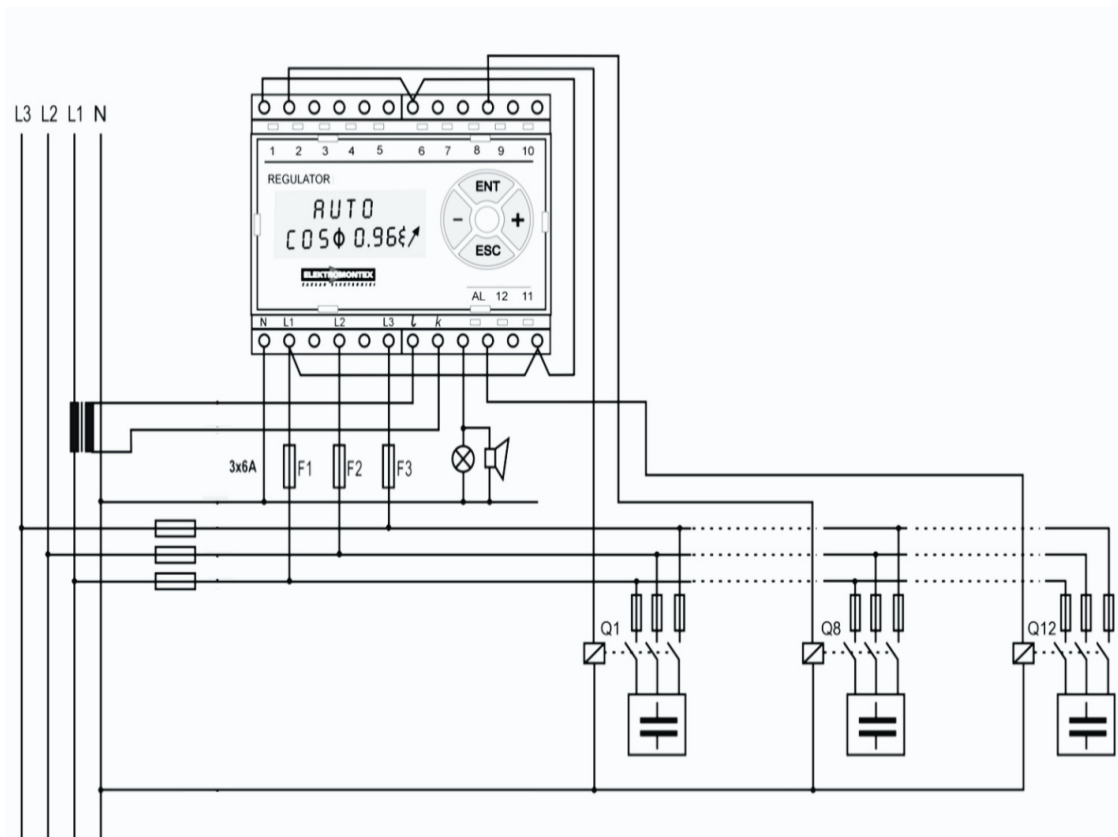 L3 L2 L1 N
1 2 3 4 5 6 7 8 9 10
REGULATOR
AUTO
COSΦ 0.96
ENT
- +
ESC
ELEKTROMONTEX
AL 12 11
N L1 L2 L3 l k
3x6A F1 F2 F3
Q1 Q8 Q12